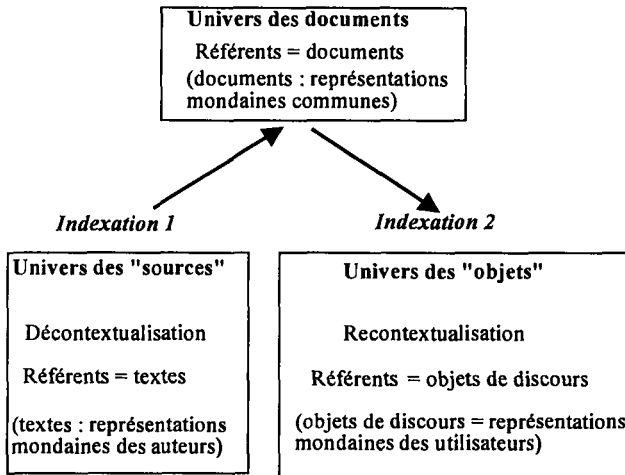 Univers des documents
Référents = documents
(documents : représentations
mondaines communes)
Indexation 1
Indexation 2
Univers des "sources"
Décontextualisation
Référents = textes
(textes : représentations
mondaines des auteurs)
Univers des "objets"
Recontextualisation
Référents = objets de discours
(objets de discours = représentations
mondaines des utilisateurs)